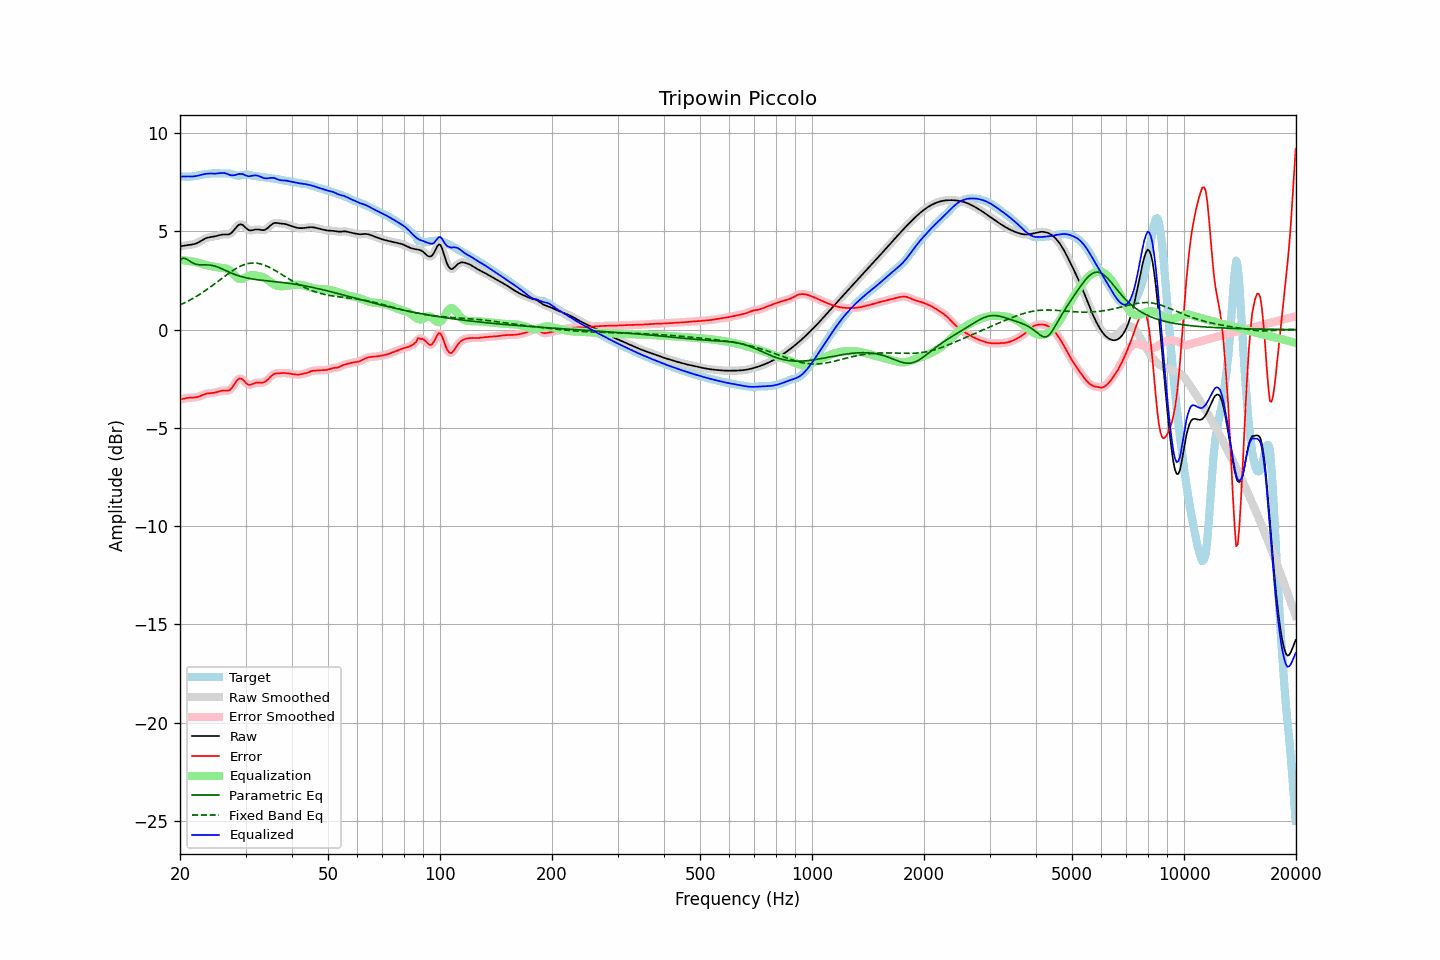 Tripowin Piccolo
10
5
0
−5
−10
−15
−20
−25
Amplitude (dBr)
Target
Raw Smoothed
Error Smoothed
Raw
Error
Equalization
Parametric Eq
Fixed Band Eq
Equalized
20 50 100 200 500 1000 2000 5000 10000 20000
Frequency (Hz)